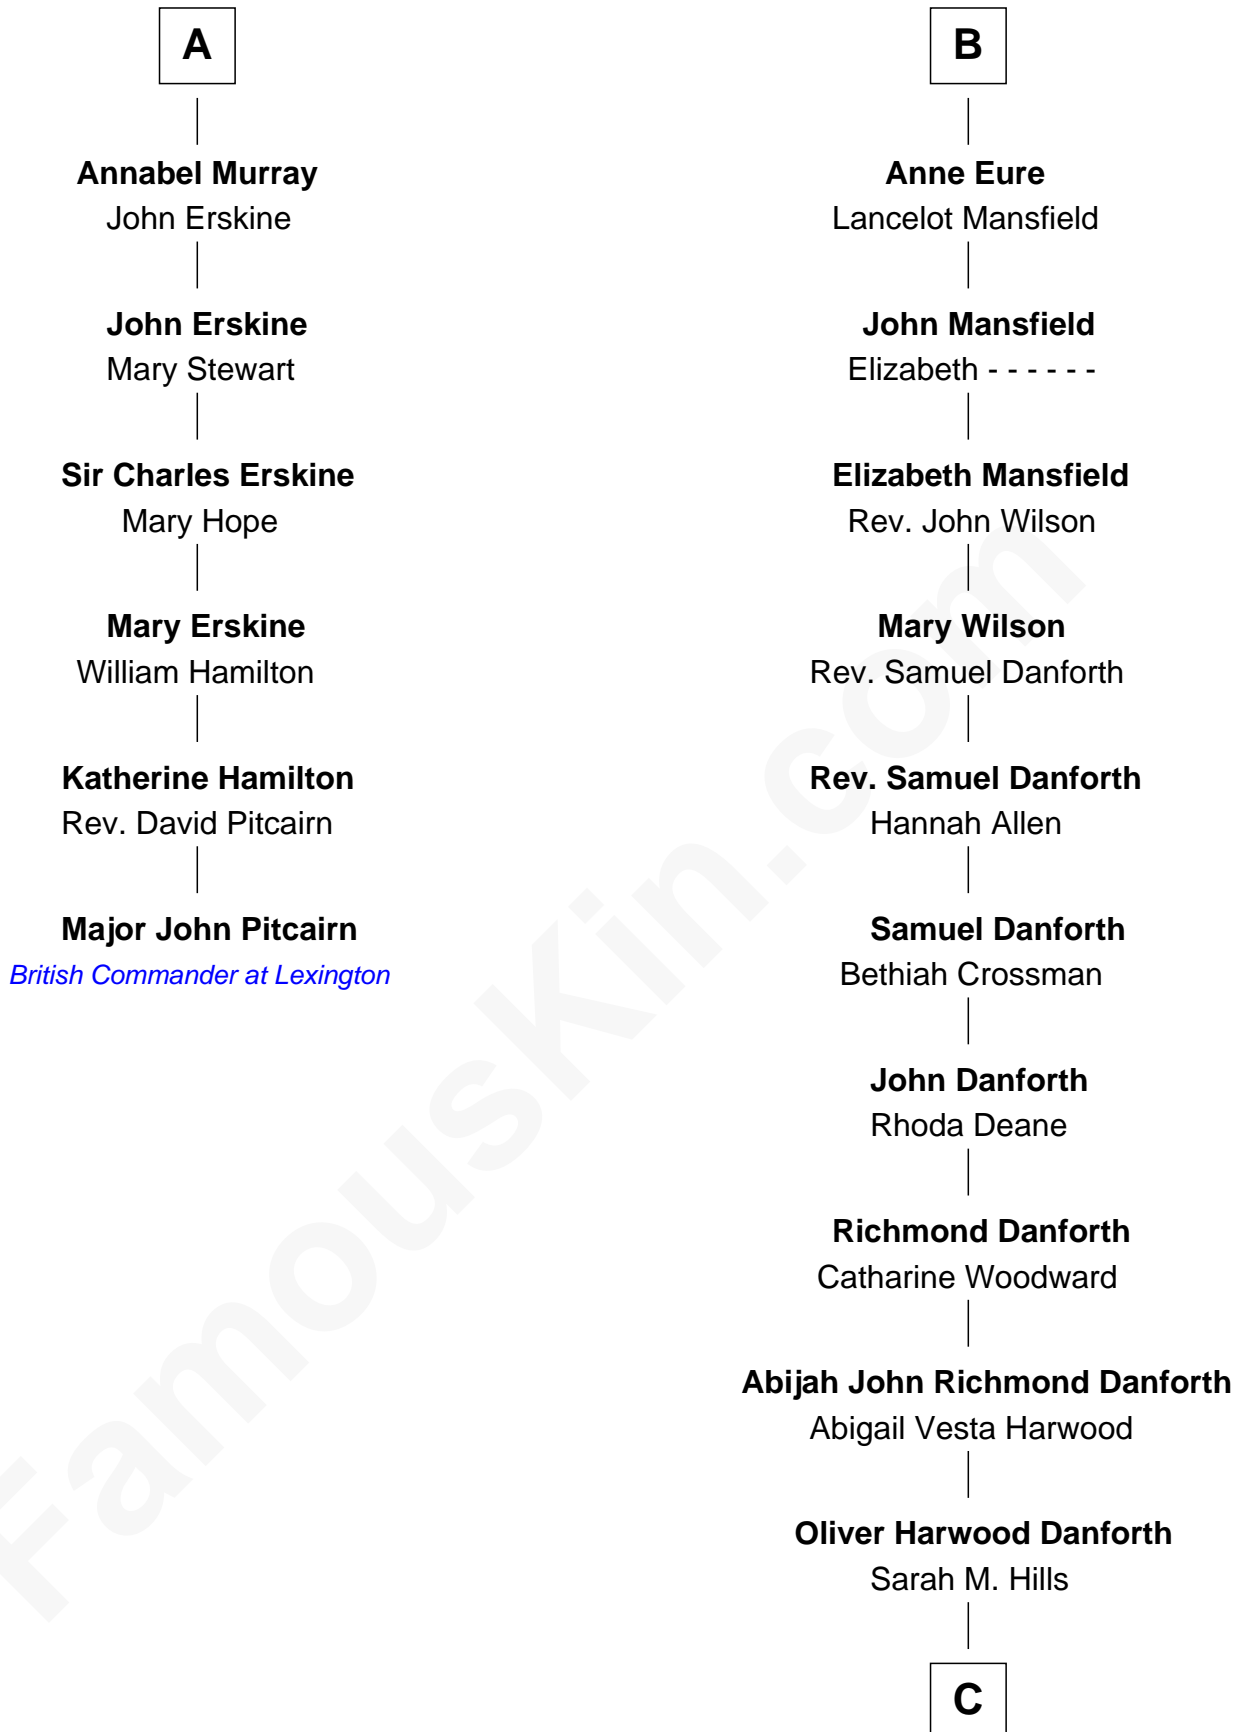 A
Annabel Murray
John Erskine
John Erskine
Mary Stewart
Sir Charles Erskine
Mary Hope
Mary Erskine
William Hamilton
Katherine Hamilton
Rev. David Pitcairn
Major John Pitcairn
British Commander at Lexington
B
Anne Eure
Lancelot Mansfield
John Mansfield
Elizabeth - - - - - -
Elizabeth Mansfield
Rev. John Wilson
Mary Wilson
Rev. Samuel Danforth
Rev. Samuel Danforth
Hannah Allen
Samuel Danforth
Bethiah Crossman
John Danforth
Rhoda Deane
Richmond Danforth
Catharine Woodward
Abijah John Richmond Danforth
Abigail Vesta Harwood
Oliver Harwood Danforth
Sarah M. Hills
C
FamousKin.com